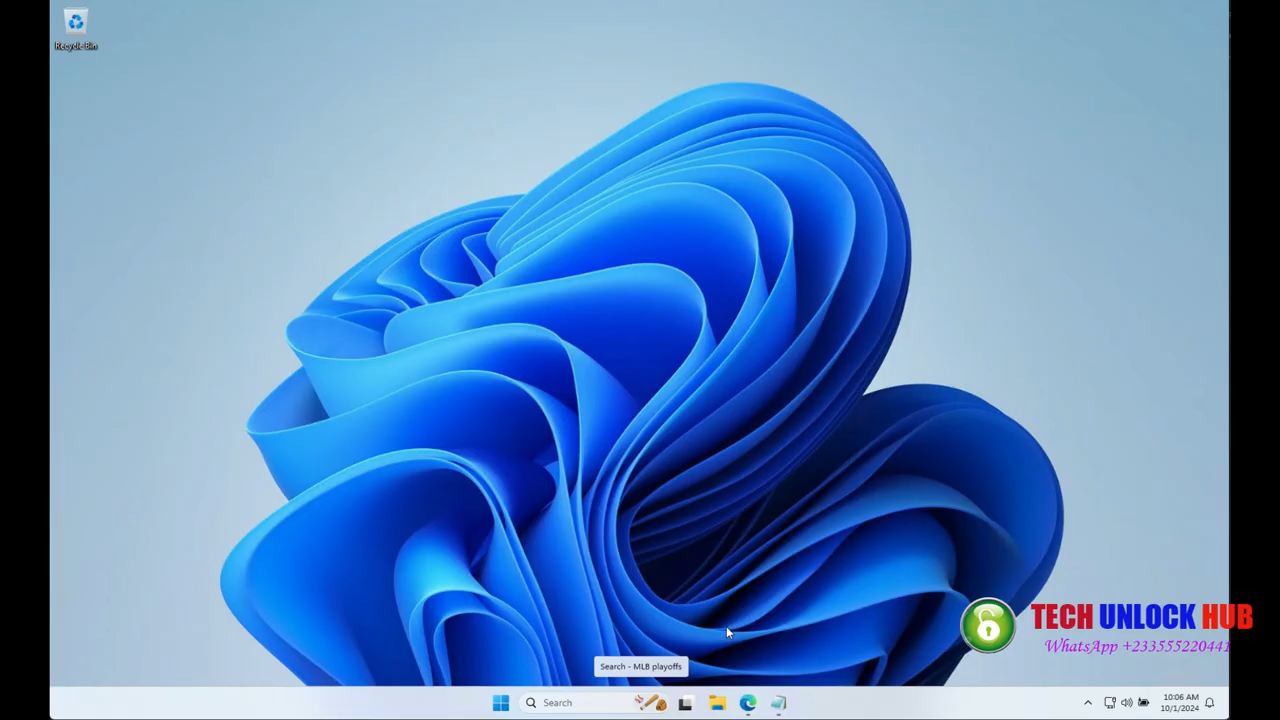 Recycle Bin
TECH UNLOCK HUB
WhatsApp +233555220441
Search - MLB playoffs
Search
10:06 AM
10/1/2024